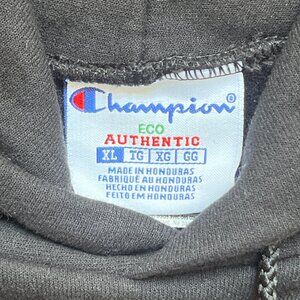 Champion®
ECO
AUTHENTIC
XL TG XG GG
MADE IN HONDURAS
FABRIQUÉ AU HONDURAS
HECHO EN HONDURAS
FEITO EM HONDURAS